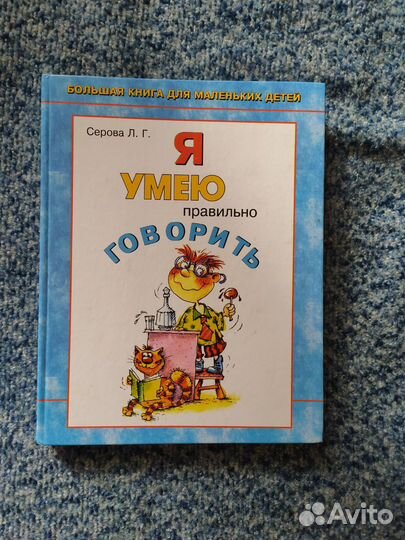 БОЛЬШАЯ КНИГА ДЛЯ МАЛЕНЬКИХ ДЕТЕЙ
Серова Л. Г.
Я
УМЕЮ
правильно
ГОВОРИТЬ
Avito